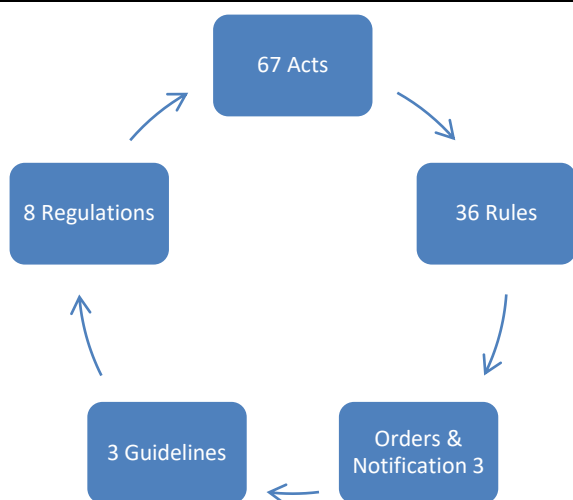 67 Acts
36 Rules
Orders &
Notification 3
3 Guidelines
8 Regulations